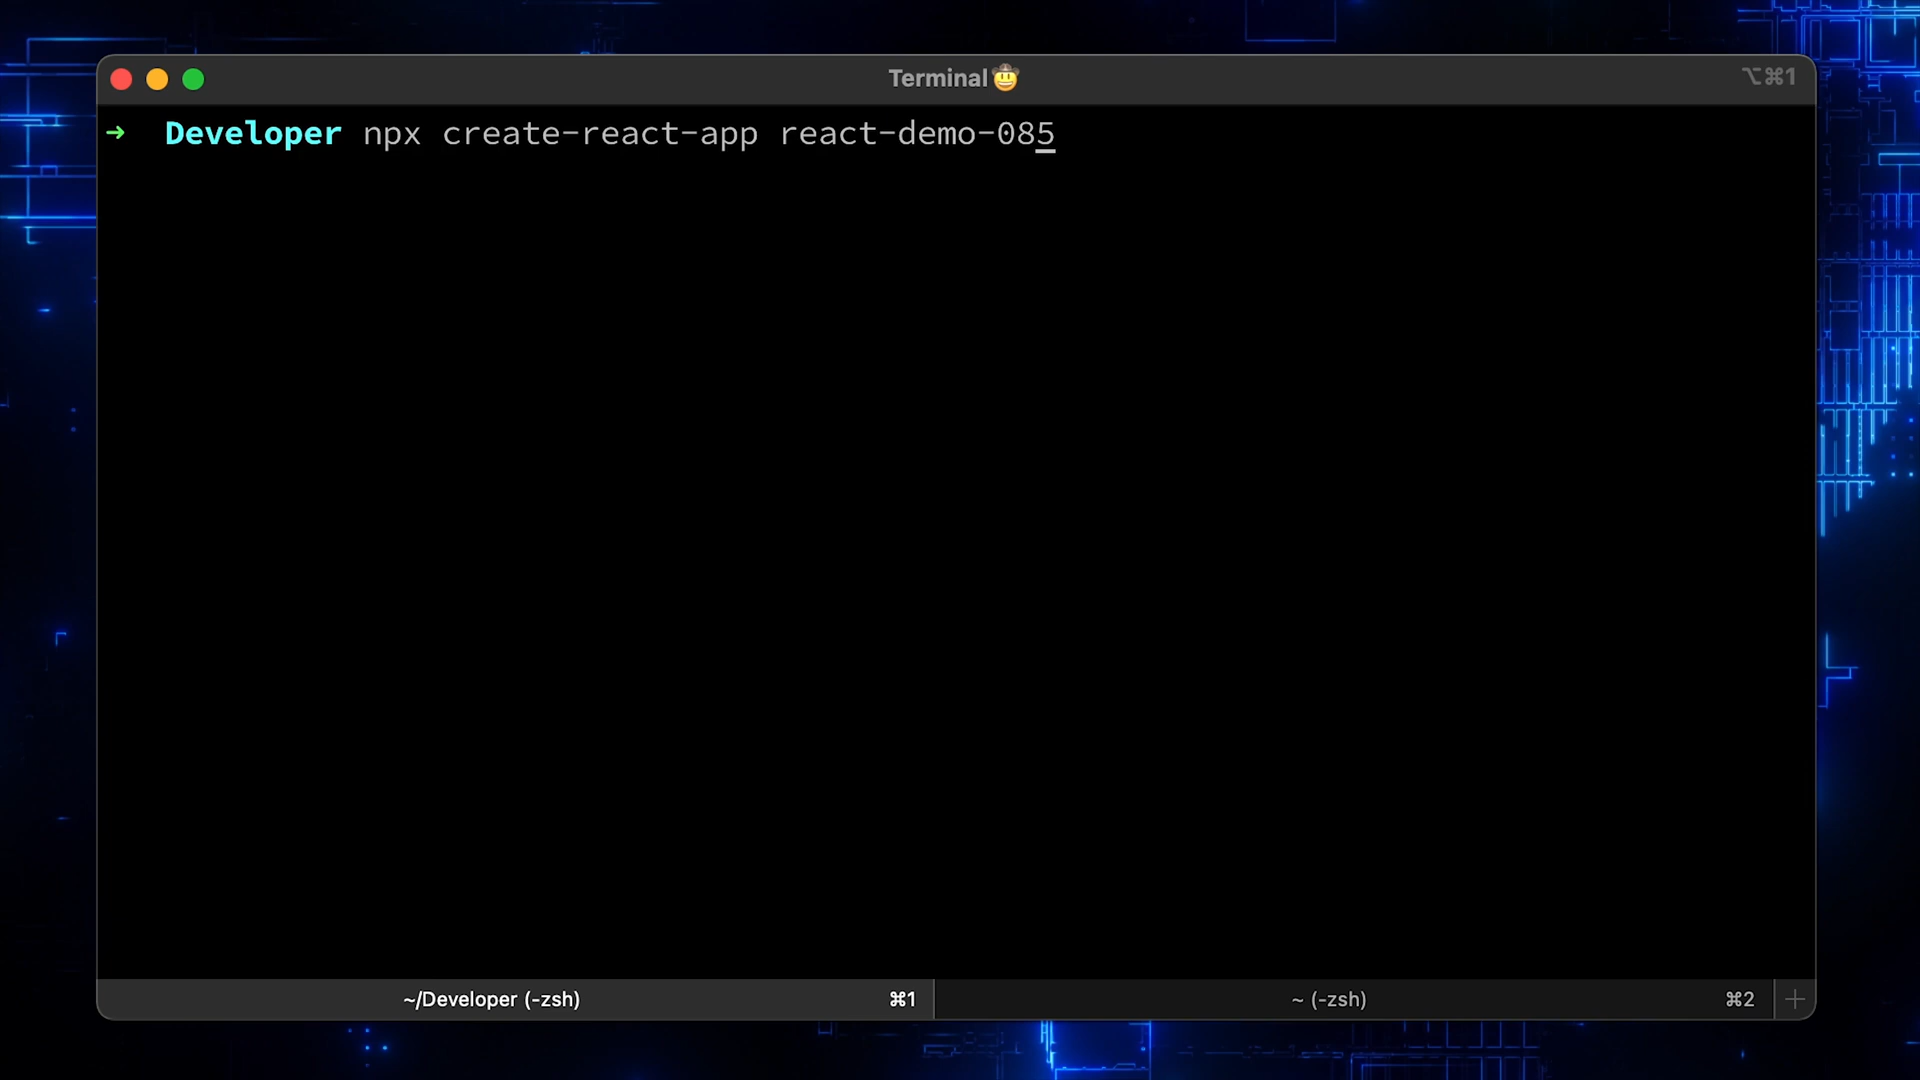 Terminal🤠
⌥⌘1
➜ Developer npx create-react-app react-demo-085
~/Developer (-zsh)
⌘1
~ (-zsh)
⌘2